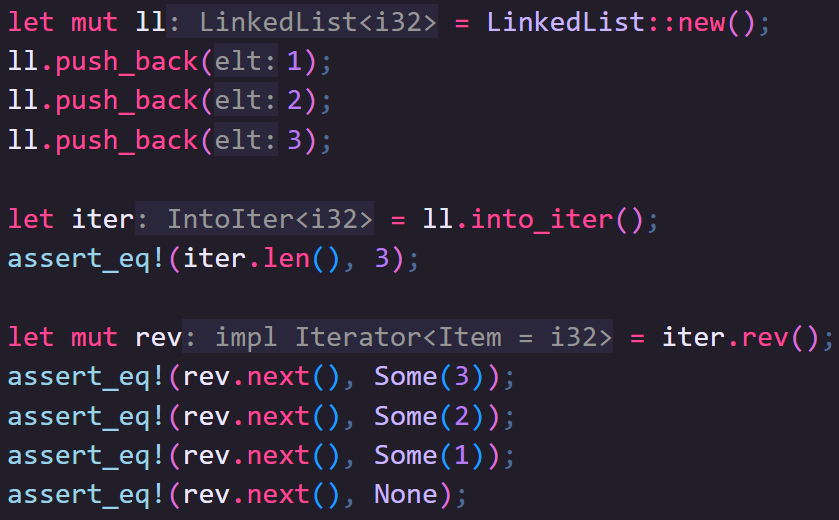 let mut ll: LinkedList<i32> = LinkedList::new();
ll.push_back(elt: 1);
ll.push_back(elt: 2);
ll.push_back(elt: 3);
let iter: IntoIter<i32> = ll.into_iter();
assert_eq!(iter.len(), 3);
let mut rev: impl Iterator<Item = i32> = iter.rev();
assert_eq!(rev.next(), Some(3));
assert_eq!(rev.next(), Some(2));
assert_eq!(rev.next(), Some(1));
assert_eq!(rev.next(), None);